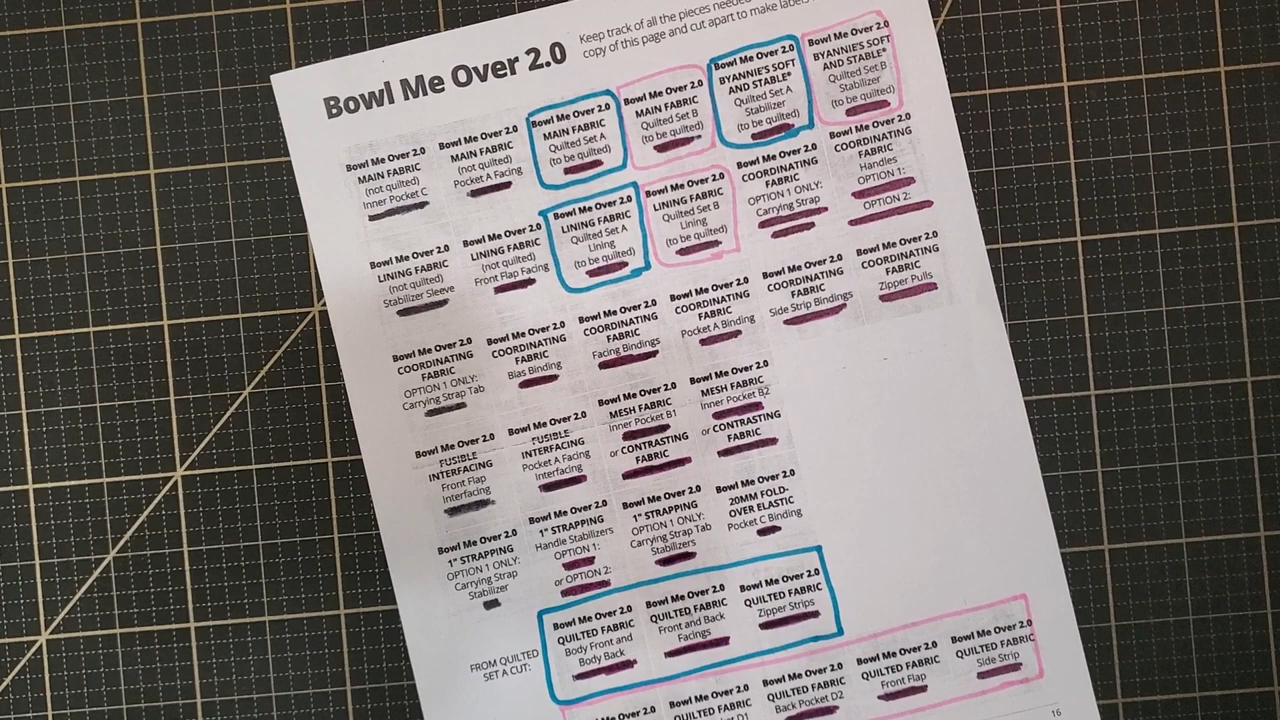 Bowl Me Over 2.0
Keep track of all the pieces needed
copy of this page and cut apart to make labels
Bowl Me Over 2.0
MAIN FABRIC
(not quilted)
Inner Pocket C
Bowl Me Over 2.0
MAIN FABRIC
(not quilted)
Pocket A Facing
Bowl Me Over 2.0
MAIN FABRIC
Quilted Set A
(to be quilted)
Bowl Me Over 2.0
MAIN FABRIC
Quilted Set B
(to be quilted)
Bowl Me Over 2.0
BYANNIE'S SOFT
AND STABLE®
Quilted Set A
Stabilizer
(to be quilted)
Bowl Me Over 2.0
BYANNIE'S SOFT
AND STABLE®
Quilted Set B
Stabilizer
(to be quilted)
Bowl Me Over 2.0
LINING FABRIC
(not quilted)
Stabilizer Sleeve
Bowl Me Over 2.0
LINING FABRIC
(not quilted)
Front Flap Facing
Bowl Me Over 2.0
LINING FABRIC
Quilted Set A
Lining
(to be quilted)
Bowl Me Over 2.0
LINING FABRIC
Quilted Set B
Lining
(to be quilted)
Bowl Me Over 2.0
COORDINATING
FABRIC
OPTION 1 ONLY:
Carrying Strap
Bowl Me Over 2.0
COORDINATING
FABRIC
Handles
OPTION 1:
OPTION 2:
Bowl Me Over 2.0
COORDINATING
FABRIC
OPTION 1 ONLY:
Carrying Strap Tab
Bowl Me Over 2.0
COORDINATING
FABRIC
Bias Binding
Bowl Me Over 2.0
COORDINATING
FABRIC
Facing Bindings
Bowl Me Over 2.0
COORDINATING
FABRIC
Pocket A Binding
Bowl Me Over 2.0
COORDINATING
FABRIC
Side Strip Bindings
Bowl Me Over 2.0
COORDINATING
FABRIC
Zipper Pulls
Bowl Me Over 2.0
FUSIBLE
INTERFACING
Front Flap
Interfacing
Bowl Me Over 2.0
FUSIBLE
INTERFACING
Pocket A Facing
Interfacing
Bowl Me Over 2.0
MESH FABRIC
Inner Pocket B1
or CONTRASTING
FABRIC
Bowl Me Over 2.0
MESH FABRIC
Inner Pocket B2
or CONTRASTING
FABRIC
Bowl Me Over 2.0
1" STRAPPING
OPTION 1 ONLY:
Carrying Strap
Stabilizer
Bowl Me Over 2.0
1" STRAPPING
Handle Stabilizers
OPTION 1:
or OPTION 2:
Bowl Me Over 2.0
1" STRAPPING
OPTION 1 ONLY:
Carrying Strap Tab
Stabilizers
Bowl Me Over 2.0
20MM FOLD-
OVER ELASTIC
Pocket C Binding
FROM QUILTED
SET A CUT:
Bowl Me Over 2.0
QUILTED FABRIC
Body Front and
Body Back
Bowl Me Over 2.0
QUILTED FABRIC
Front and Back
Facings
Bowl Me Over 2.0
QUILTED FABRIC
Zipper Strips
Me Over 2.0
Bowl Me Over 2.0
QUILTED FABRIC
D1
Bowl Me Over 2.0
QUILTED FABRIC
Back Pocket D2
Bowl Me Over 2.0
QUILTED FABRIC
Front Flap
Bowl Me Over 2.0
QUILTED FABRIC
Side Strip
16